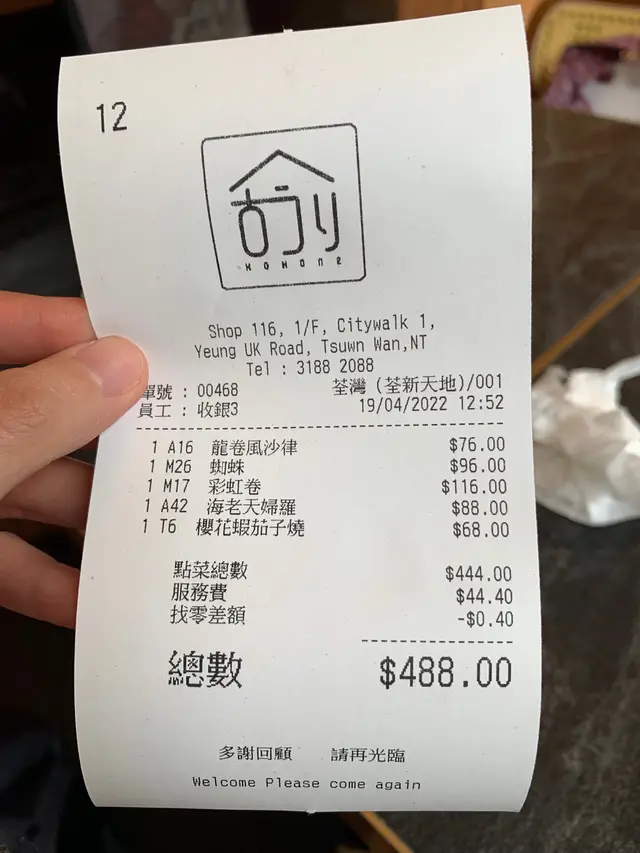 12
KOKONE
Shop 116, 1/F, Citywalk 1,
Yeung UK Road, Tsuwn Wan,NT
Tel : 3188 2088
單號 : 00468 荃灣 (荃新天地)/001
員工 : 收銀3 19/04/2022 12:52
1 A16 龍卷風沙律 $76.00
1 M26 蜘蛛 $96.00
1 M17 彩虹卷 $116.00
1 A42 海老天婦羅 $88.00
1 T6 櫻花蝦茄子燒 $68.00
點菜總數 $444.00
服務費 $44.40
找零差額 -$0.40
總數 $488.00
多謝回顧 請再光臨
Welcome Please come again